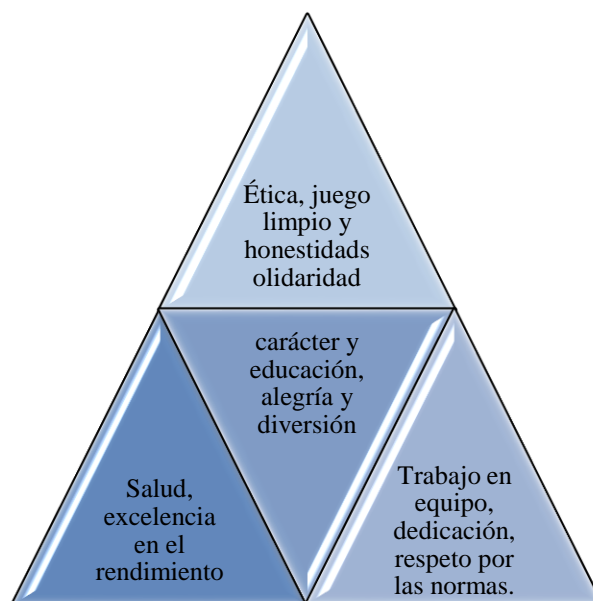 Ética, juego
limpio y
honestidads
olidaridad
carácter y
educación,
alegría y
diversión
Salud,
excelencia
en el
rendimiento
Trabajo en
equipo,
dedicación,
respeto por
las normas.